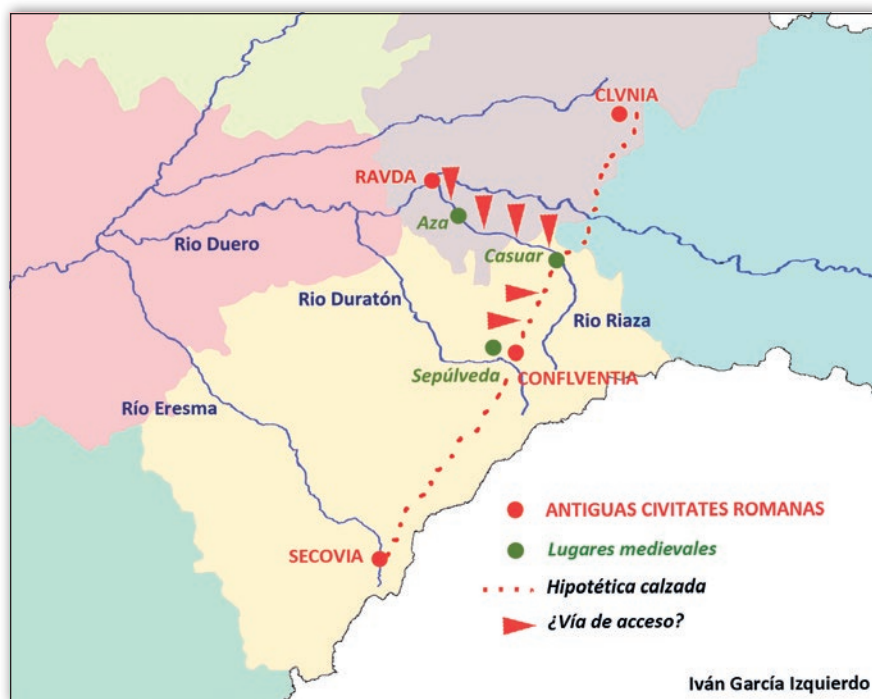 CLVNIA
RAVDA
Aza
Rio Duero
Casuar
Rio Duratón
Rio Riaza
Sepúlveda
CONFLVENTIA
Río Eresma
SECOVIA
ANTIGUAS CIVITATES ROMANAS
Lugares medievales
Hipotética calzada
¿Vía de acceso?
Iván García Izquierdo